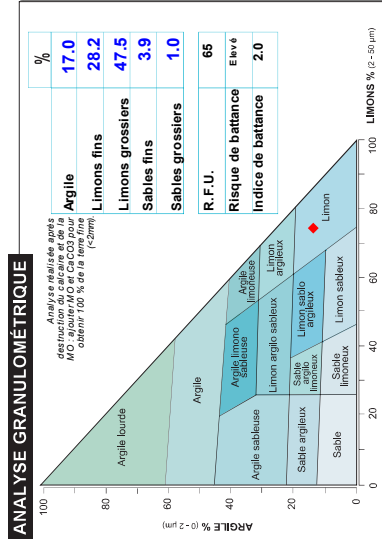 ANALYSE GRANULOMÉTRIQUE
Analyse réalisée après
destruction du calcaire et de la
MO : ajouter MO et CaCO3 pour
obtenir 100 % de la terre fine
(<2mm).
%
Argile 17.0
Limons fins 28.2
Limons grossiers 47.5
Sables fins 3.9
Sables grossiers 1.0
R.F.U. 65
Risque de battance Elevé
Indice de battance 2.0
ARGILE % (0 - 2 µm)
100
80
60
40
20
0
Argile lourde
Argile
Argile
limoneuse
Argile limono
sableuse
Argile sableuse
Limon
argileux
Limon argilo sableux
Limon sablo
argileux
Limon
Sable
argilo
limoneux
Sable argileux
Limon sableux
Sable
limoneux
Sable
0
20
40
60
80
100
LIMONS % (2 - 50 µm)